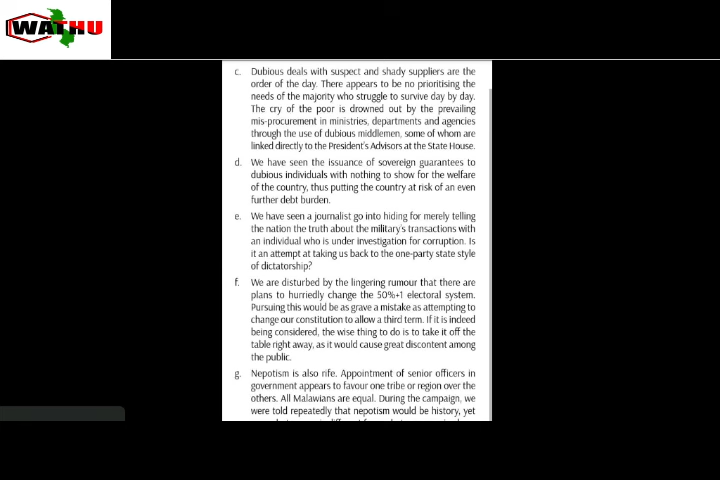 WATHU
c. Dubious deals with suspect and shady suppliers are the
order of the day. There appears to be no prioritising the
needs of the majority who struggle to survive day by day.
The cry of the poor is drowned out by the prevailing
mis-procurement in ministries, departments and agencies
through the use of dubious middlemen, some of whom are
linked directly to the President's Advisors at the State House.
d. We have seen the issuance of sovereign guarantees to
dubious individuals with nothing to show for the welfare
of the country, thus putting the country at risk of an even
further debt burden.
e. We have seen a journalist go into hiding for merely telling
the nation the truth about the military's transactions with
an individual who is under investigation for corruption. Is
it an attempt at taking us back to the one-party state style
of dictatorship?
f. We are disturbed by the lingering rumour that there are
plans to hurriedly change the 50%+1 electoral system.
Pursuing this would be as grave a mistake as attempting to
change our constitution to allow a third term. If it is indeed
being considered, the wise thing to do is to take it off the
table right away, as it would cause great discontent among
the public.
g. Nepotism is also rife. Appointment of senior officers in
government appears to favour one tribe or region over the
others. All Malawians are equal. During the campaign, we
were told repeatedly that nepotism would be history, yet